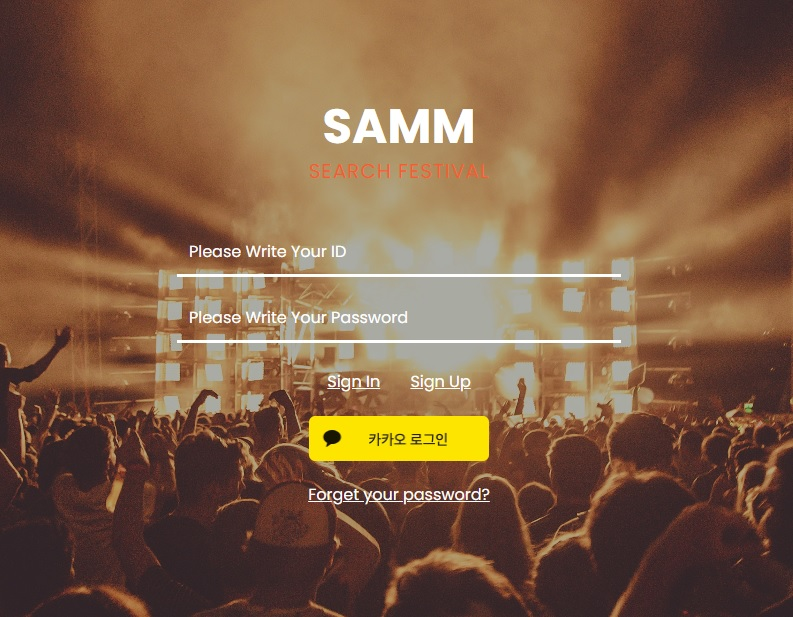 SAMM
SEARCH FESTIVAL
Please Write Your ID
Please Write Your Password
Sign In Sign Up
카카오 로그인
Forget your password?